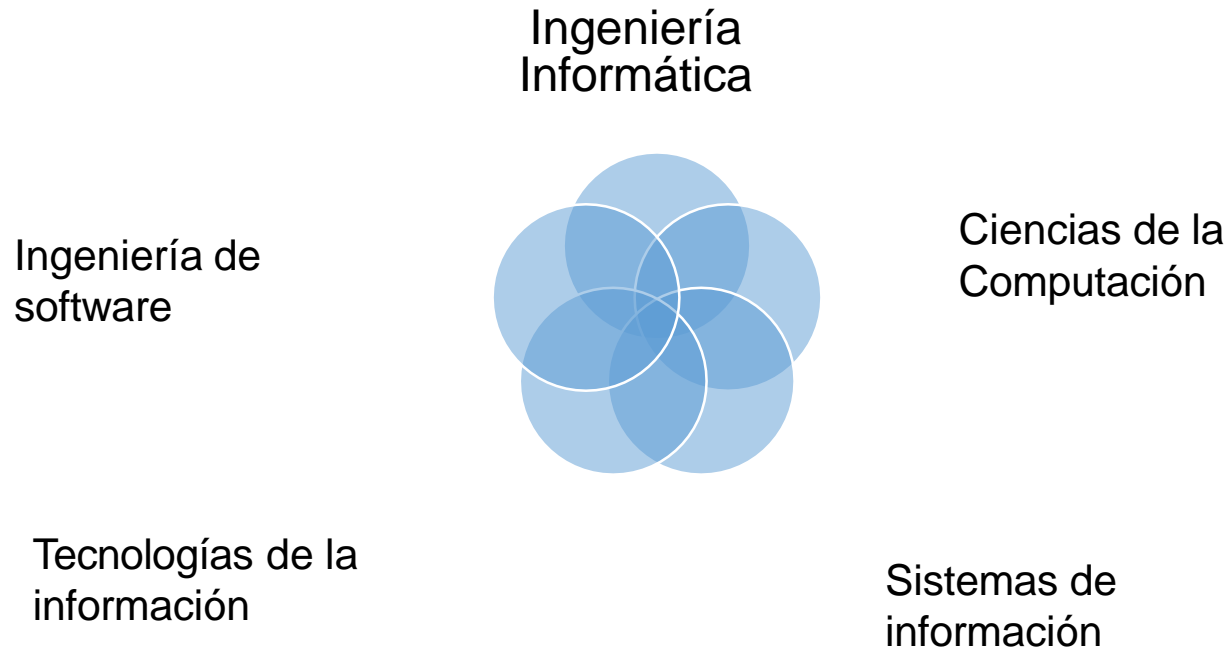 Ingeniería
Informática
Ingeniería de
software
Ciencias de la
Computación
Tecnologías de la
información
Sistemas de
información